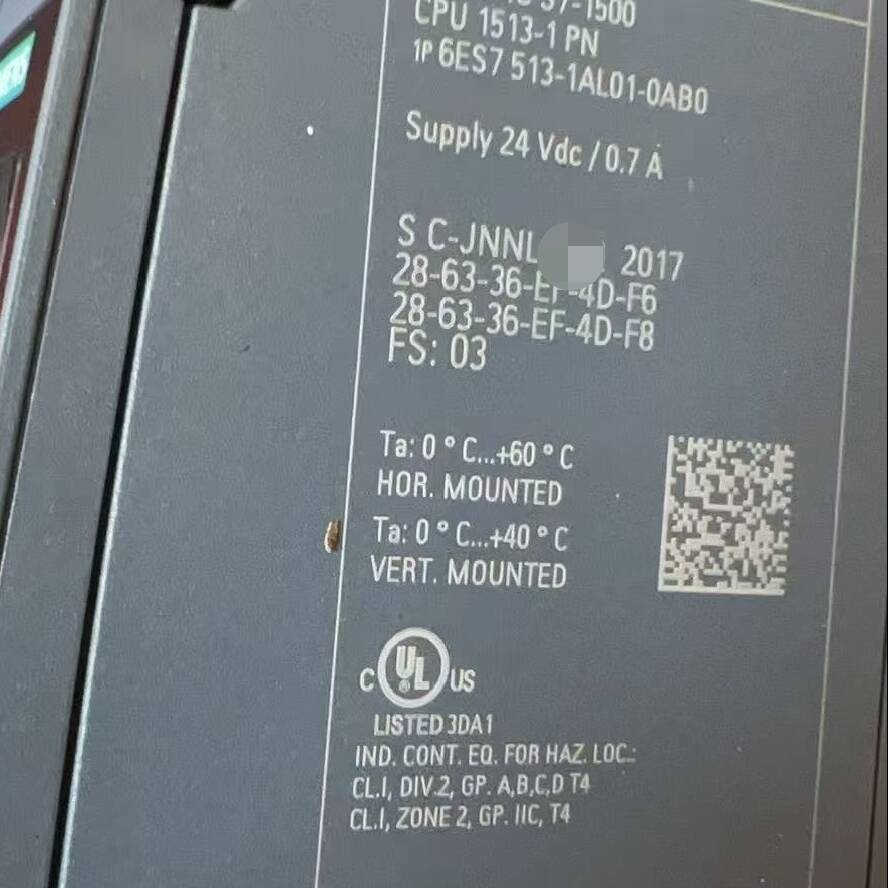 S7-1500
CPU 1513-1 PN
1P 6ES7 513-1AL01-0AB0
Supply 24 Vdc / 0.7 A
S C-JNNL 2017
28-63-36-EF-4D-F6
28-63-36-EF-4D-F8
FS: 03
Ta: 0 ° C...+60 ° C
HOR. MOUNTED
Ta: 0 ° C...+40 ° C
VERT. MOUNTED
C UL ® US
LISTED 3DA1
IND. CONT. EQ. FOR HAZ. LOC.:
CL.I, DIV.2, GP. A,B,C,D T4
CL.I, ZONE 2, GP. IIC, T4